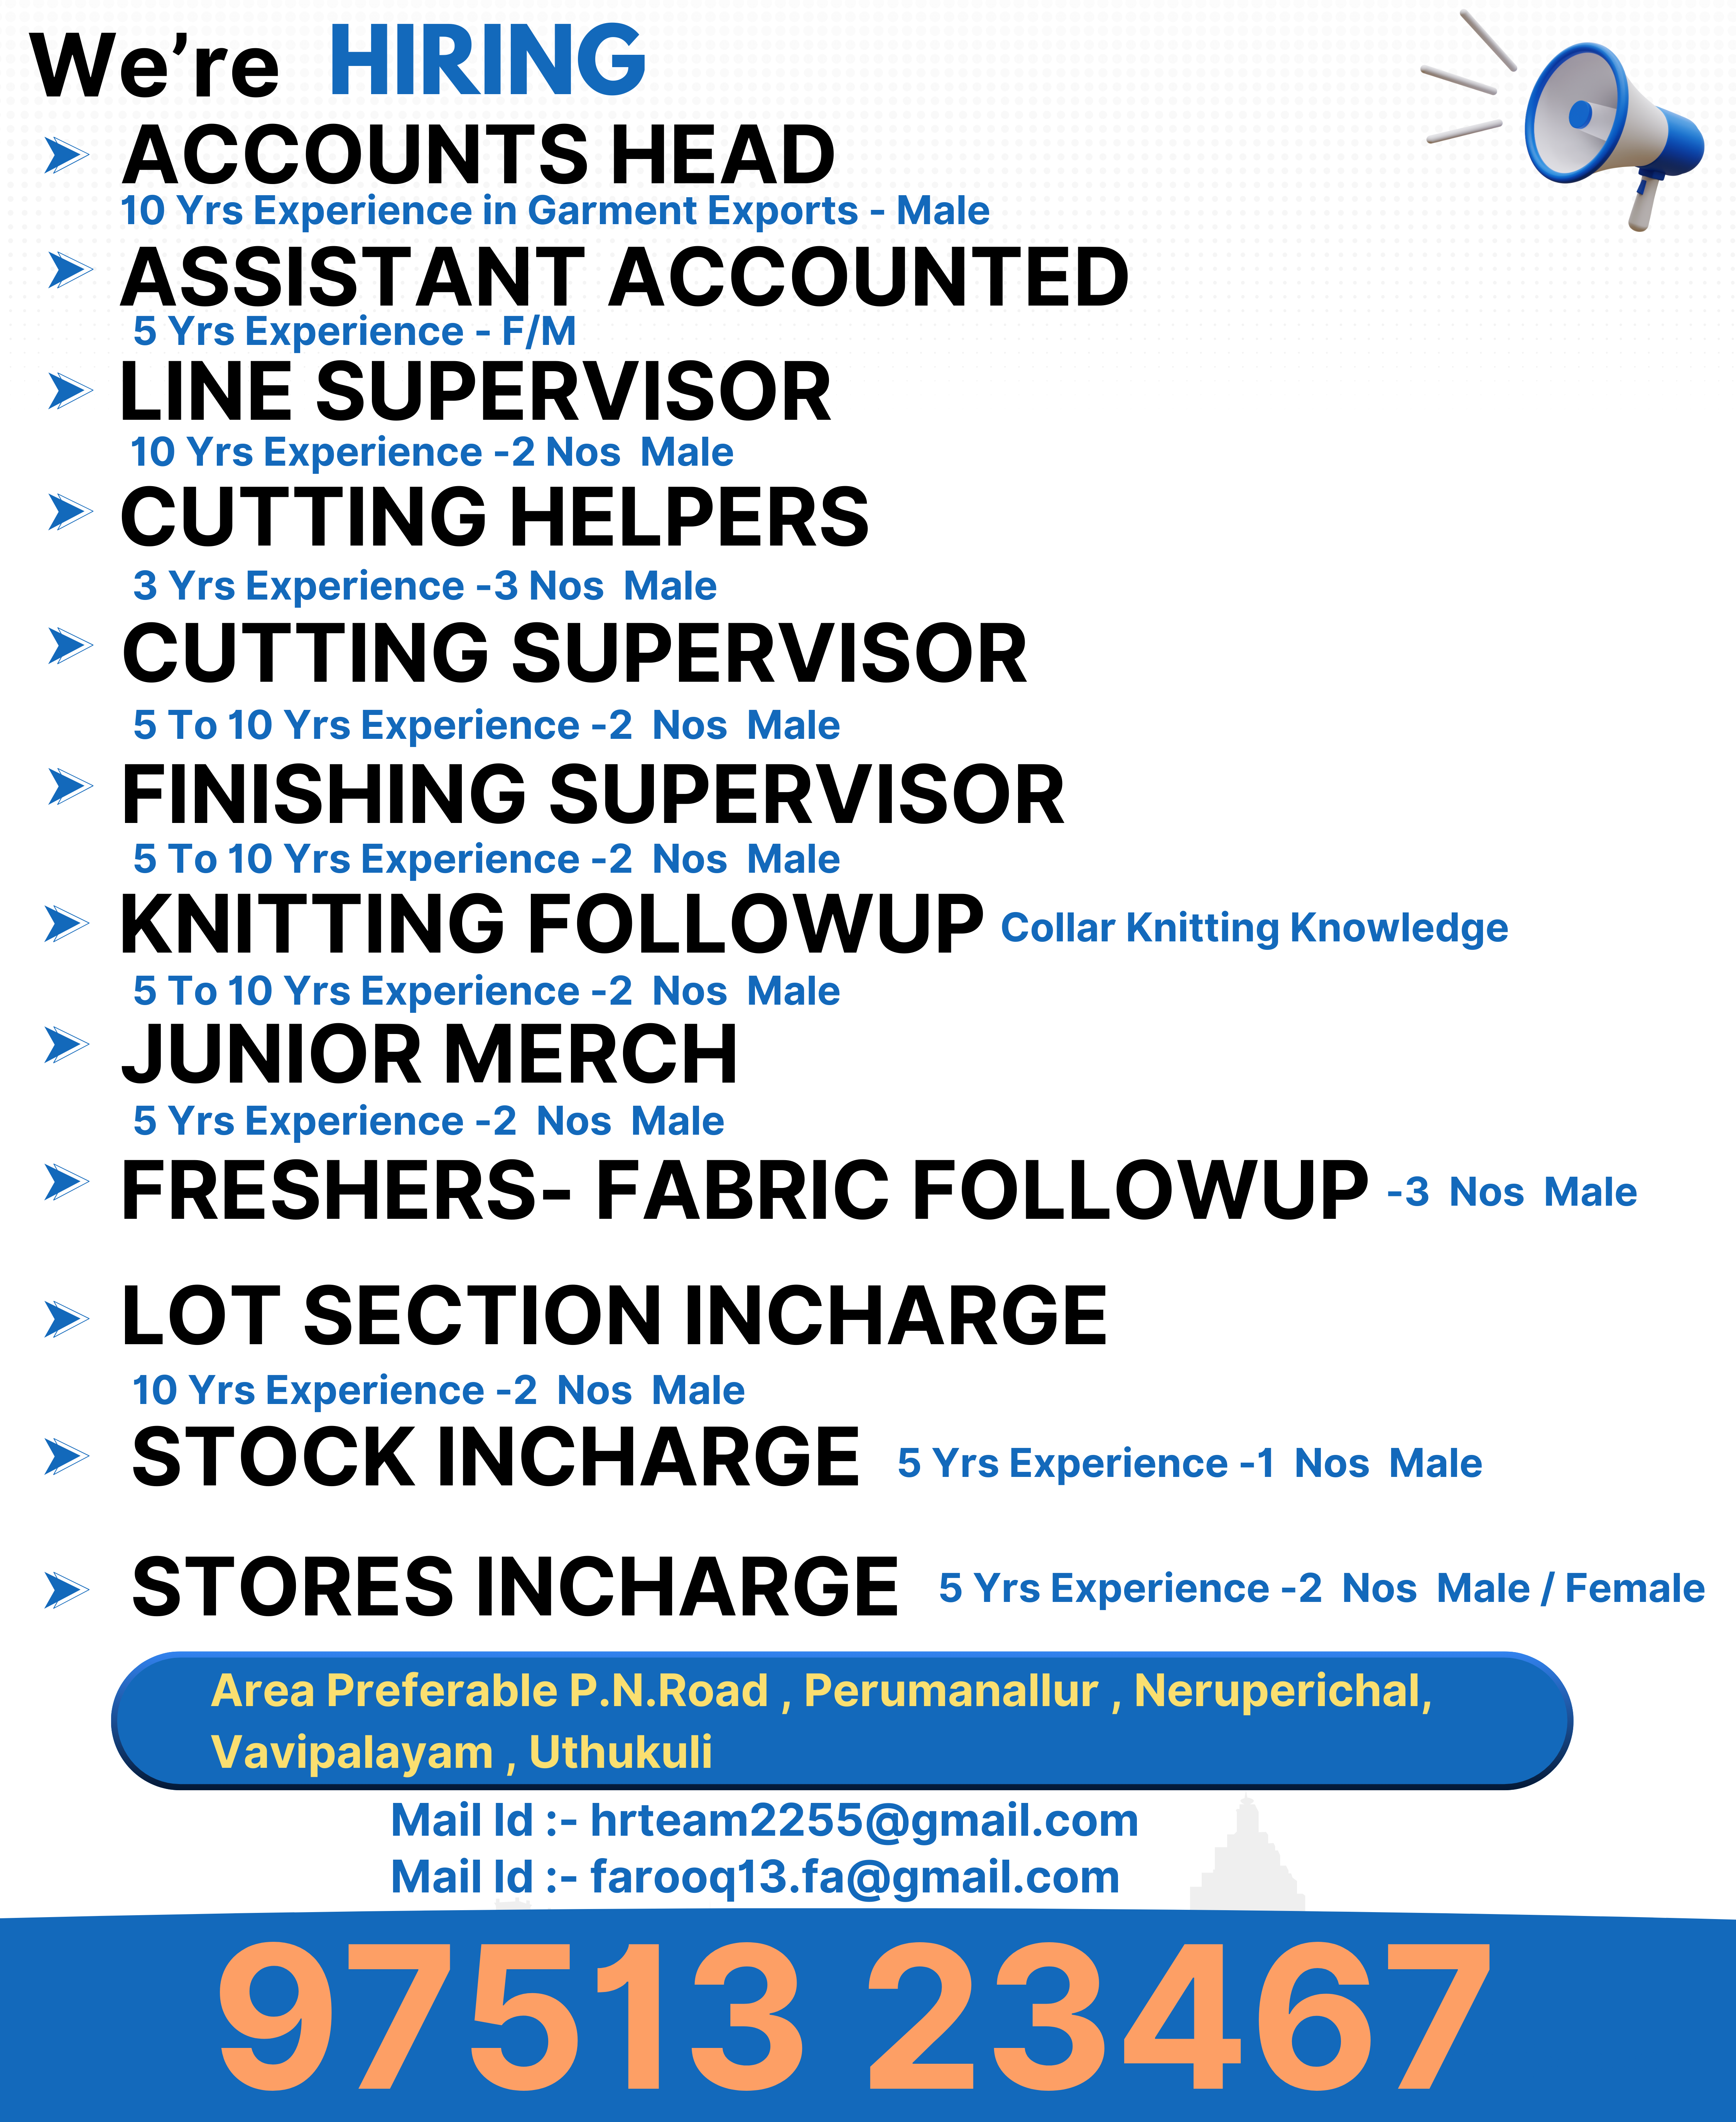 We’re HIRING
ACCOUNTS HEAD
10 Yrs Experience in Garment Exports - Male
ASSISTANT ACCOUNTED
5 Yrs Experience - F/M
LINE SUPERVISOR
10 Yrs Experience -2 Nos Male
CUTTING HELPERS
3 Yrs Experience -3 Nos Male
CUTTING SUPERVISOR
5 To 10 Yrs Experience -2 Nos Male
FINISHING SUPERVISOR
5 To 10 Yrs Experience -2 Nos Male
KNITTING FOLLOWUP Collar Knitting Knowledge
5 To 10 Yrs Experience -2 Nos Male
JUNIOR MERCH
5 Yrs Experience -2 Nos Male
FRESHERS- FABRIC FOLLOWUP -3 Nos Male
LOT SECTION INCHARGE
10 Yrs Experience -2 Nos Male
STOCK INCHARGE 5 Yrs Experience -1 Nos Male
STORES INCHARGE 5 Yrs Experience -2 Nos Male / Female
Area Preferable P.N.Road , Perumanallur , Neruperichal,
Vavipalayam , Uthukuli
Mail Id :- hrteam2255@gmail.com
Mail Id :- farooq13.fa@gmail.com
97513 23467